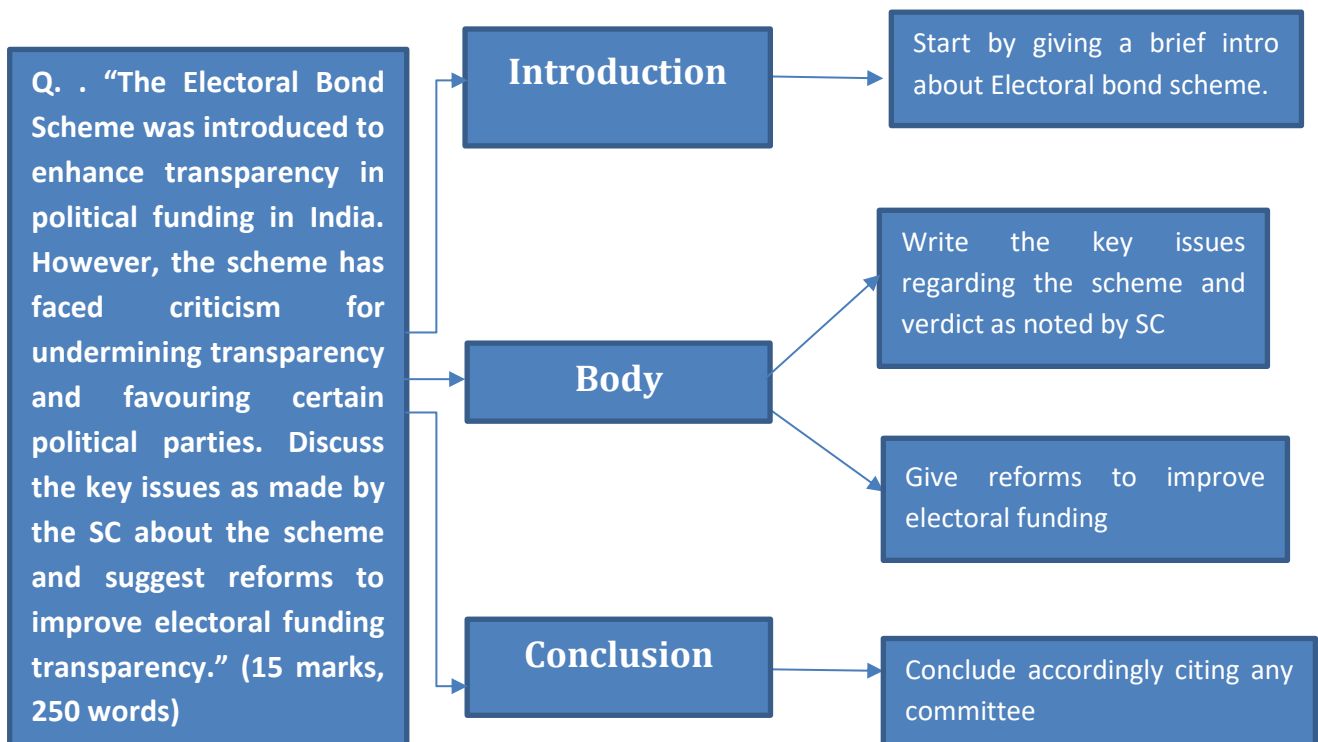 Q. . “The Electoral Bond
Scheme was introduced to
enhance transparency in
political funding in India.
However, the scheme has
faced criticism for
undermining transparency
and favouring certain
political parties. Discuss
the key issues as made by
the SC about the scheme
and suggest reforms to
improve electoral funding
transparency.” (15 marks,
250 words)
Introduction
Start by giving a brief intro
about Electoral bond scheme.
Body
Write the key issues
regarding the scheme and
verdict as noted by SC
Give reforms to improve
electoral funding
Conclusion
Conclude accordingly citing any
committee